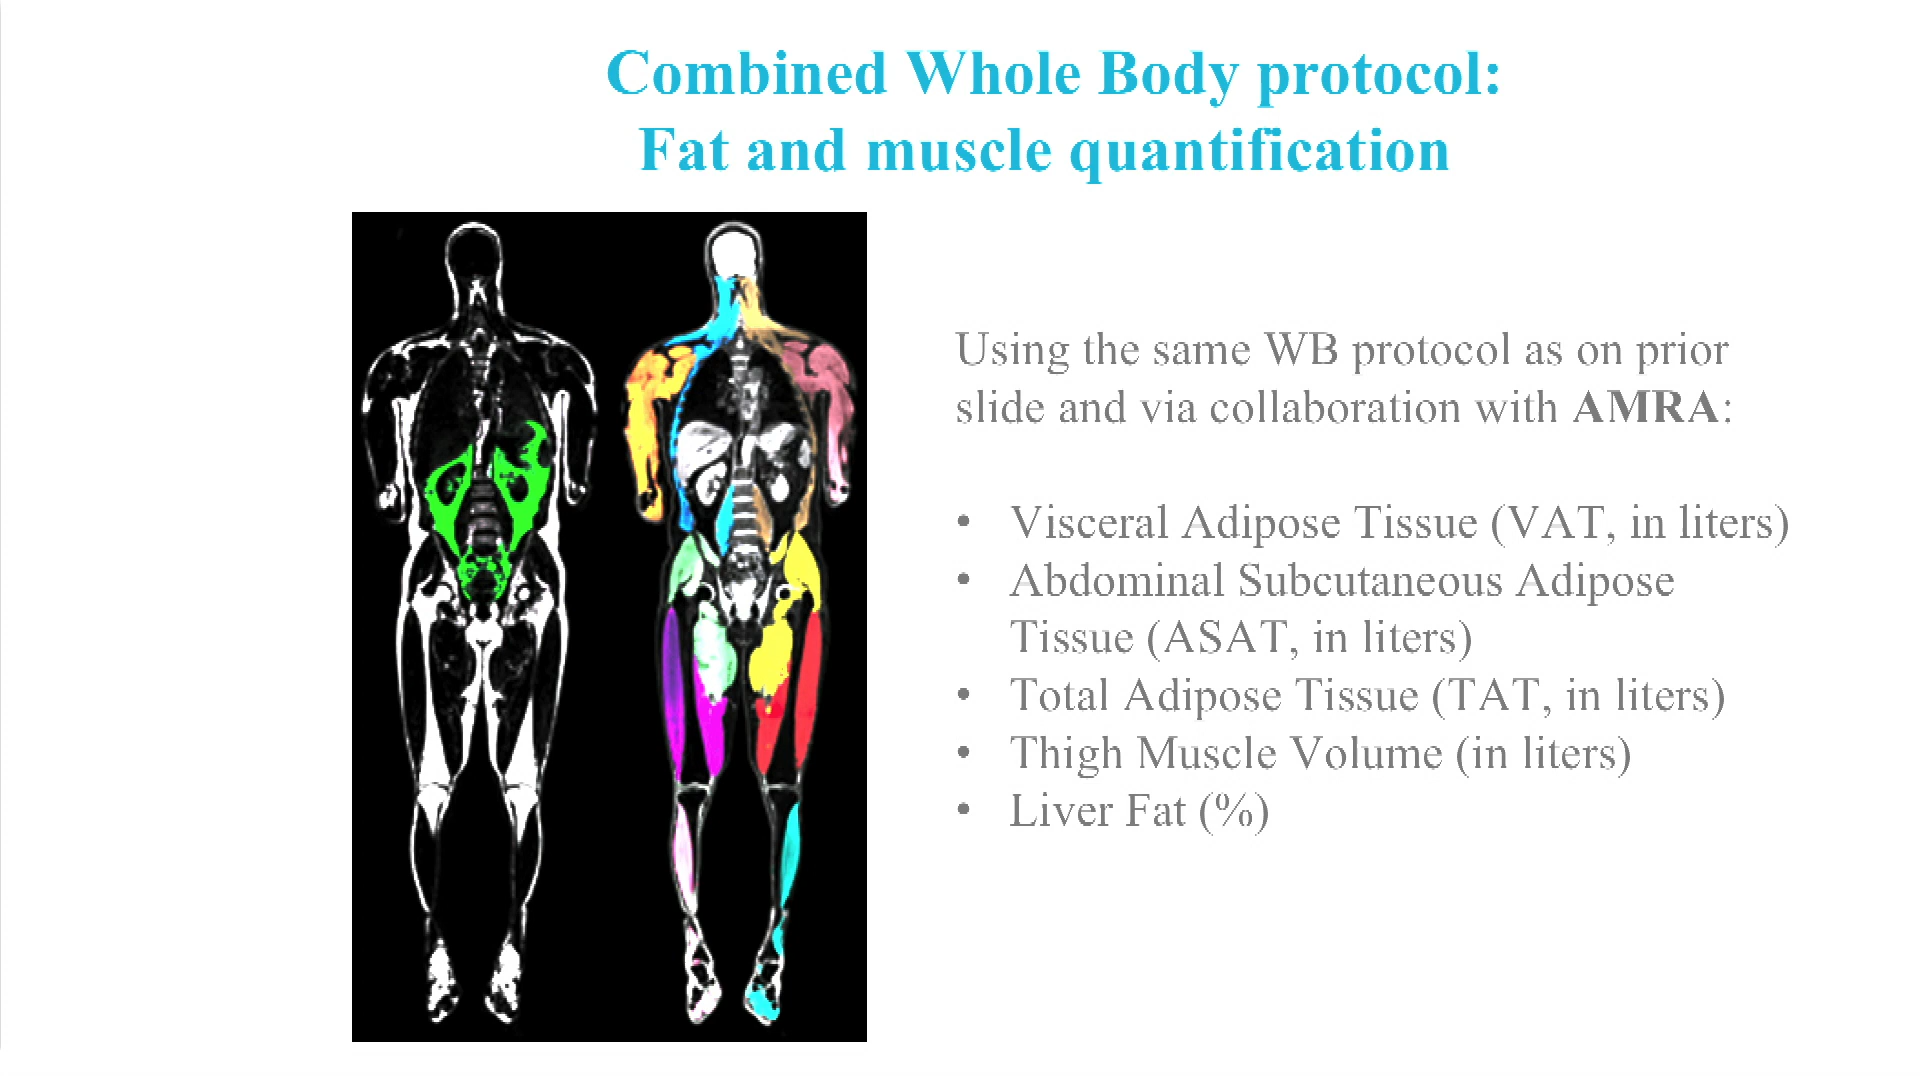 Combined Whole Body protocol:
Fat and muscle quantification
Using the same WB protocol as on prior
slide and via collaboration with AMRA:
• Visceral Adipose Tissue (VAT, in liters)
• Abdominal Subcutaneous Adipose
Tissue (ASAT, in liters)
• Total Adipose Tissue (TAT, in liters)
• Thigh Muscle Volume (in liters)
• Liver Fat (%)